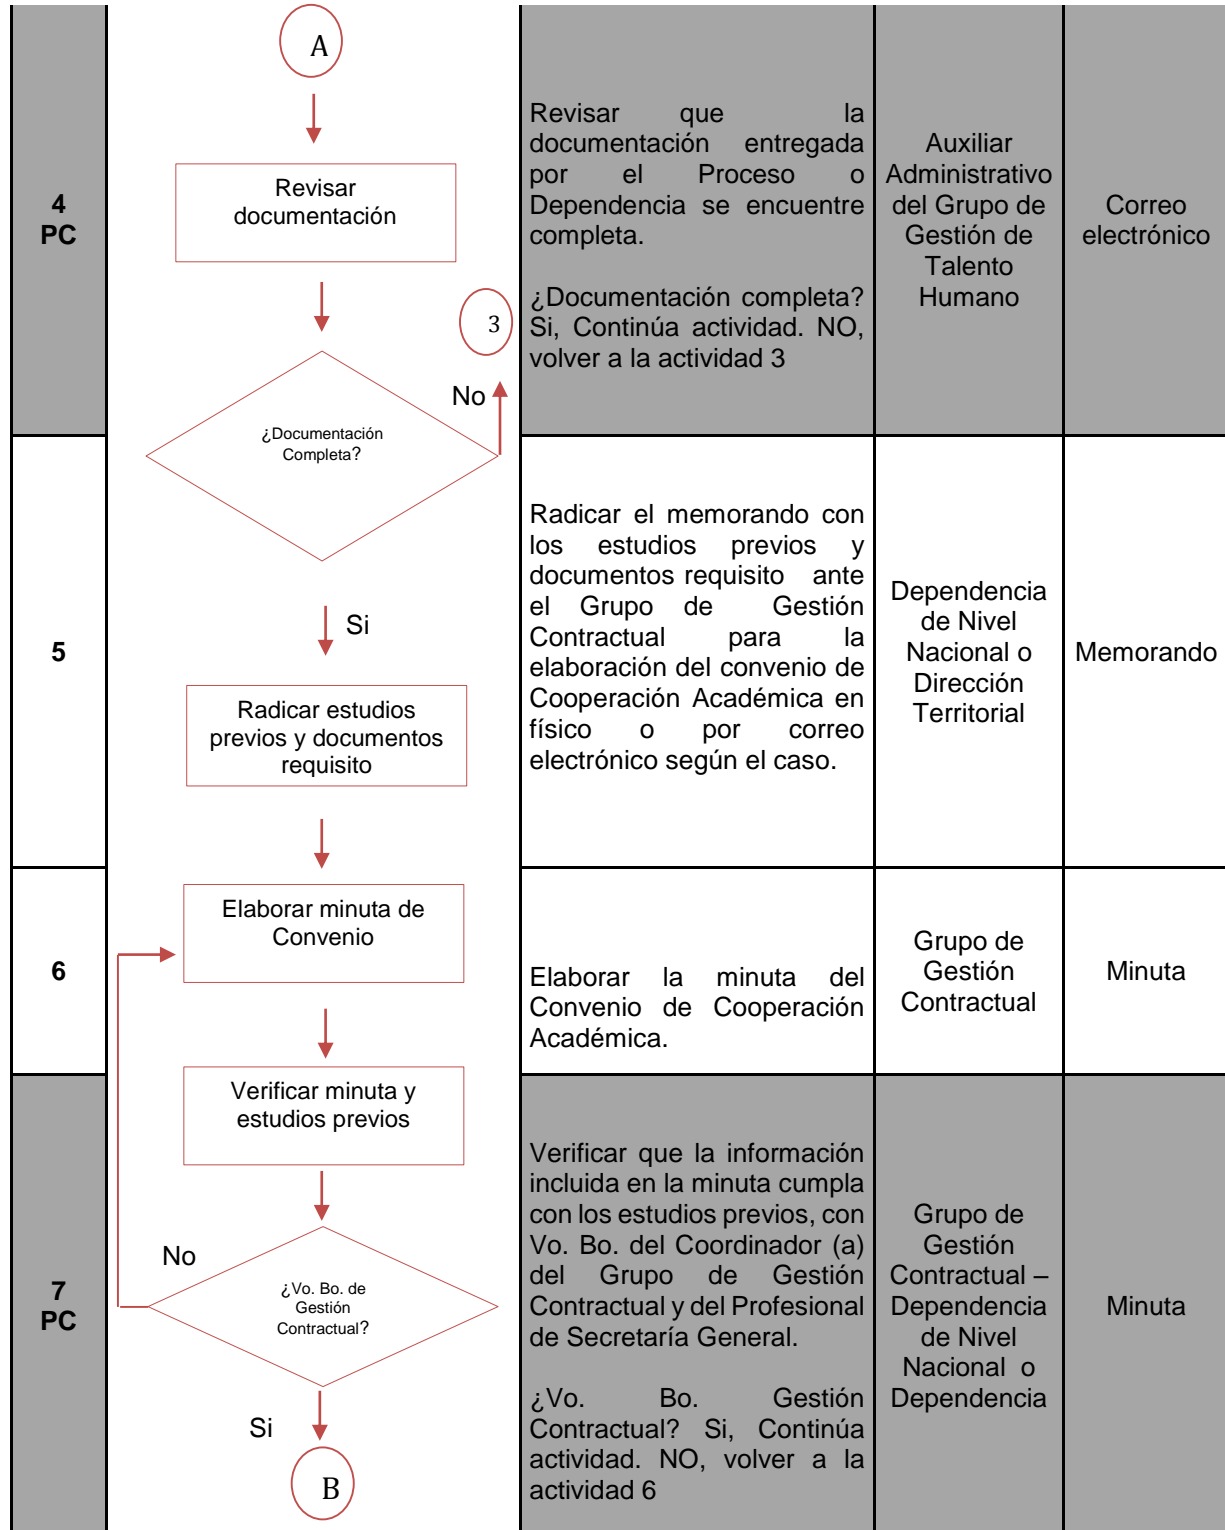 4
PC
A
Revisar
documentación
3
No
¿Documentación
Completa?
Revisar que la
documentación entregada
por el Proceso o
Dependencia se encuentre
completa.
¿Documentación completa?
Si, Continúa actividad. NO,
volver a la actividad 3
Auxiliar
Administrativo
del Grupo de
Gestión de
Talento
Humano
Correo
electrónico
5
Si
Radicar estudios
previos y documentos
requisito
Radicar el memorando con
los estudios previos y
documentos requisito ante
el Grupo de Gestión
Contractual para la
elaboración del convenio de
Cooperación Académica en
físico o por correo
electrónico según el caso.
Dependencia
de Nivel
Nacional o
Dirección
Territorial
Memorando
6
Elaborar minuta de
Convenio
Elaborar la minuta del
Convenio de Cooperación
Académica.
Grupo de
Gestión
Contractual
Minuta
7
PC
Verificar minuta y
estudios previos
No
¿Vo. Bo. de
Gestión
Contractual?
Si
B
Verificar que la información
incluida en la minuta cumpla
con los estudios previos, con
Vo. Bo. del Coordinador (a)
del Grupo de Gestión
Contractual y del Profesional
de Secretaría General.
¿Vo. Bo. Gestión
Contractual? Si, Continúa
actividad. NO, volver a la
actividad 6
Grupo de
Gestión
Contractual –
Dependencia
de Nivel
Nacional o
Dependencia
Minuta